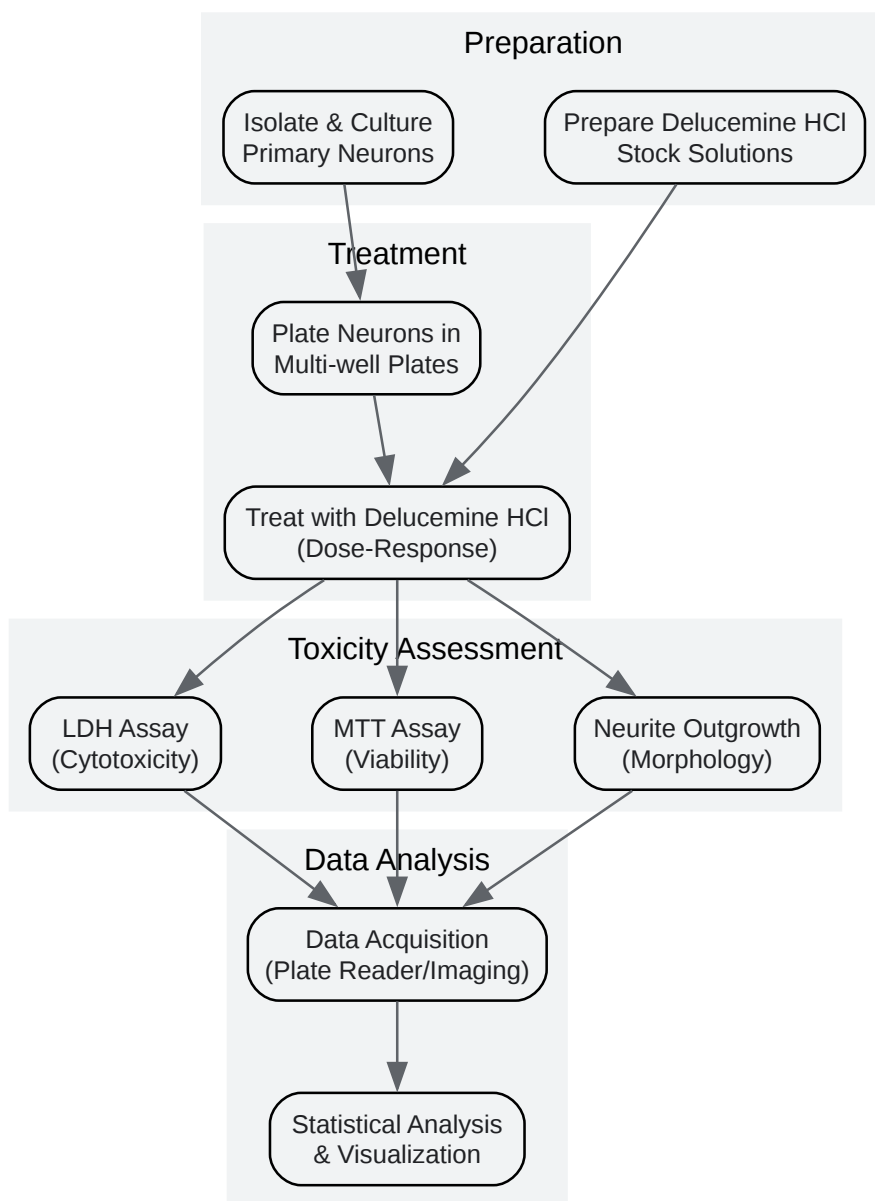 Preparation
Isolate & Culture
Primary Neurons
Prepare Delucemine HCl
Stock Solutions
Treatment
Plate Neurons in
Multi-well Plates
Treat with Delucemine HCl
(Dose-Response)
Toxicity Assessment
LDH Assay
(Cytotoxicity)
MTT Assay
(Viability)
Neurite Outgrowth
(Morphology)
Data Analysis
Data Acquisition
(Plate Reader/Imaging)
Statistical Analysis
& Visualization